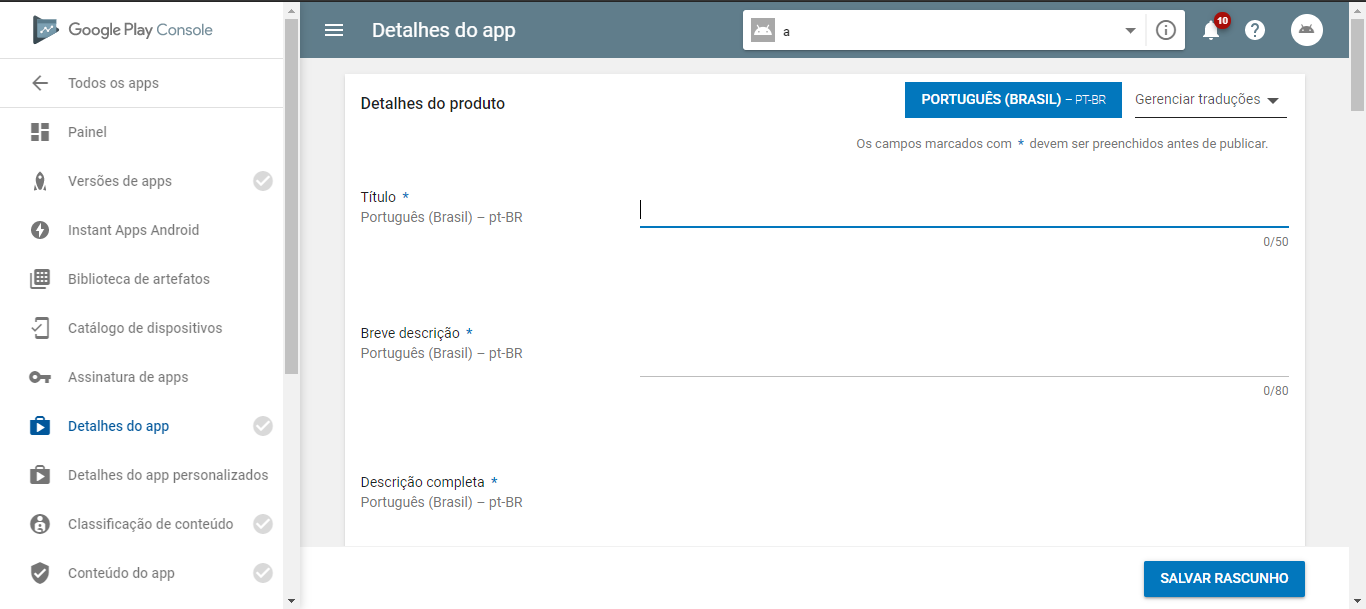 Google Play Console
Todos os apps
Painel
Versões de apps
Instant Apps Android
Biblioteca de artefatos
Catálogo de dispositivos
Assinatura de apps
Detalhes do app
Detalhes do app personalizados
Classificação de conteúdo
Conteúdo do app
Detalhes do app
a
10
Detalhes do produto
PORTUGUÊS (BRASIL) – PT-BR
Gerenciar traduções
Os campos marcados com * devem ser preenchidos antes de publicar.
Título *
Português (Brasil) – pt-BR
0/50
Breve descrição *
Português (Brasil) – pt-BR
0/80
Descrição completa *
Português (Brasil) – pt-BR
SALVAR RASCUNHO